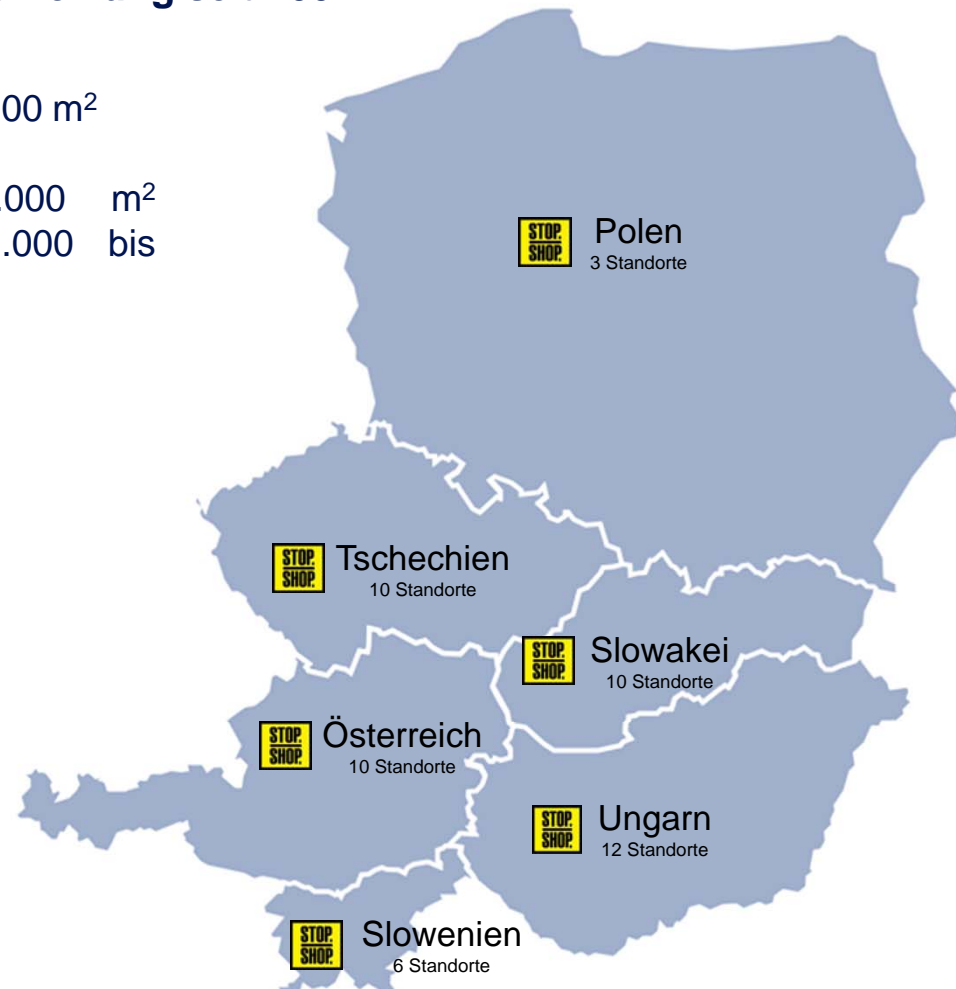 00 m²
000 m²
.000 bis
STOP.
SHOP.
Polen
3 Standorte
STOP.
SHOP.
Tschechien
10 Standorte
STOP.
SHOP.
Slowakei
10 Standorte
STOP.
SHOP.
Österreich
10 Standorte
STOP.
SHOP.
Ungarn
12 Standorte
STOP.
SHOP.
Slowenien
6 Standorte